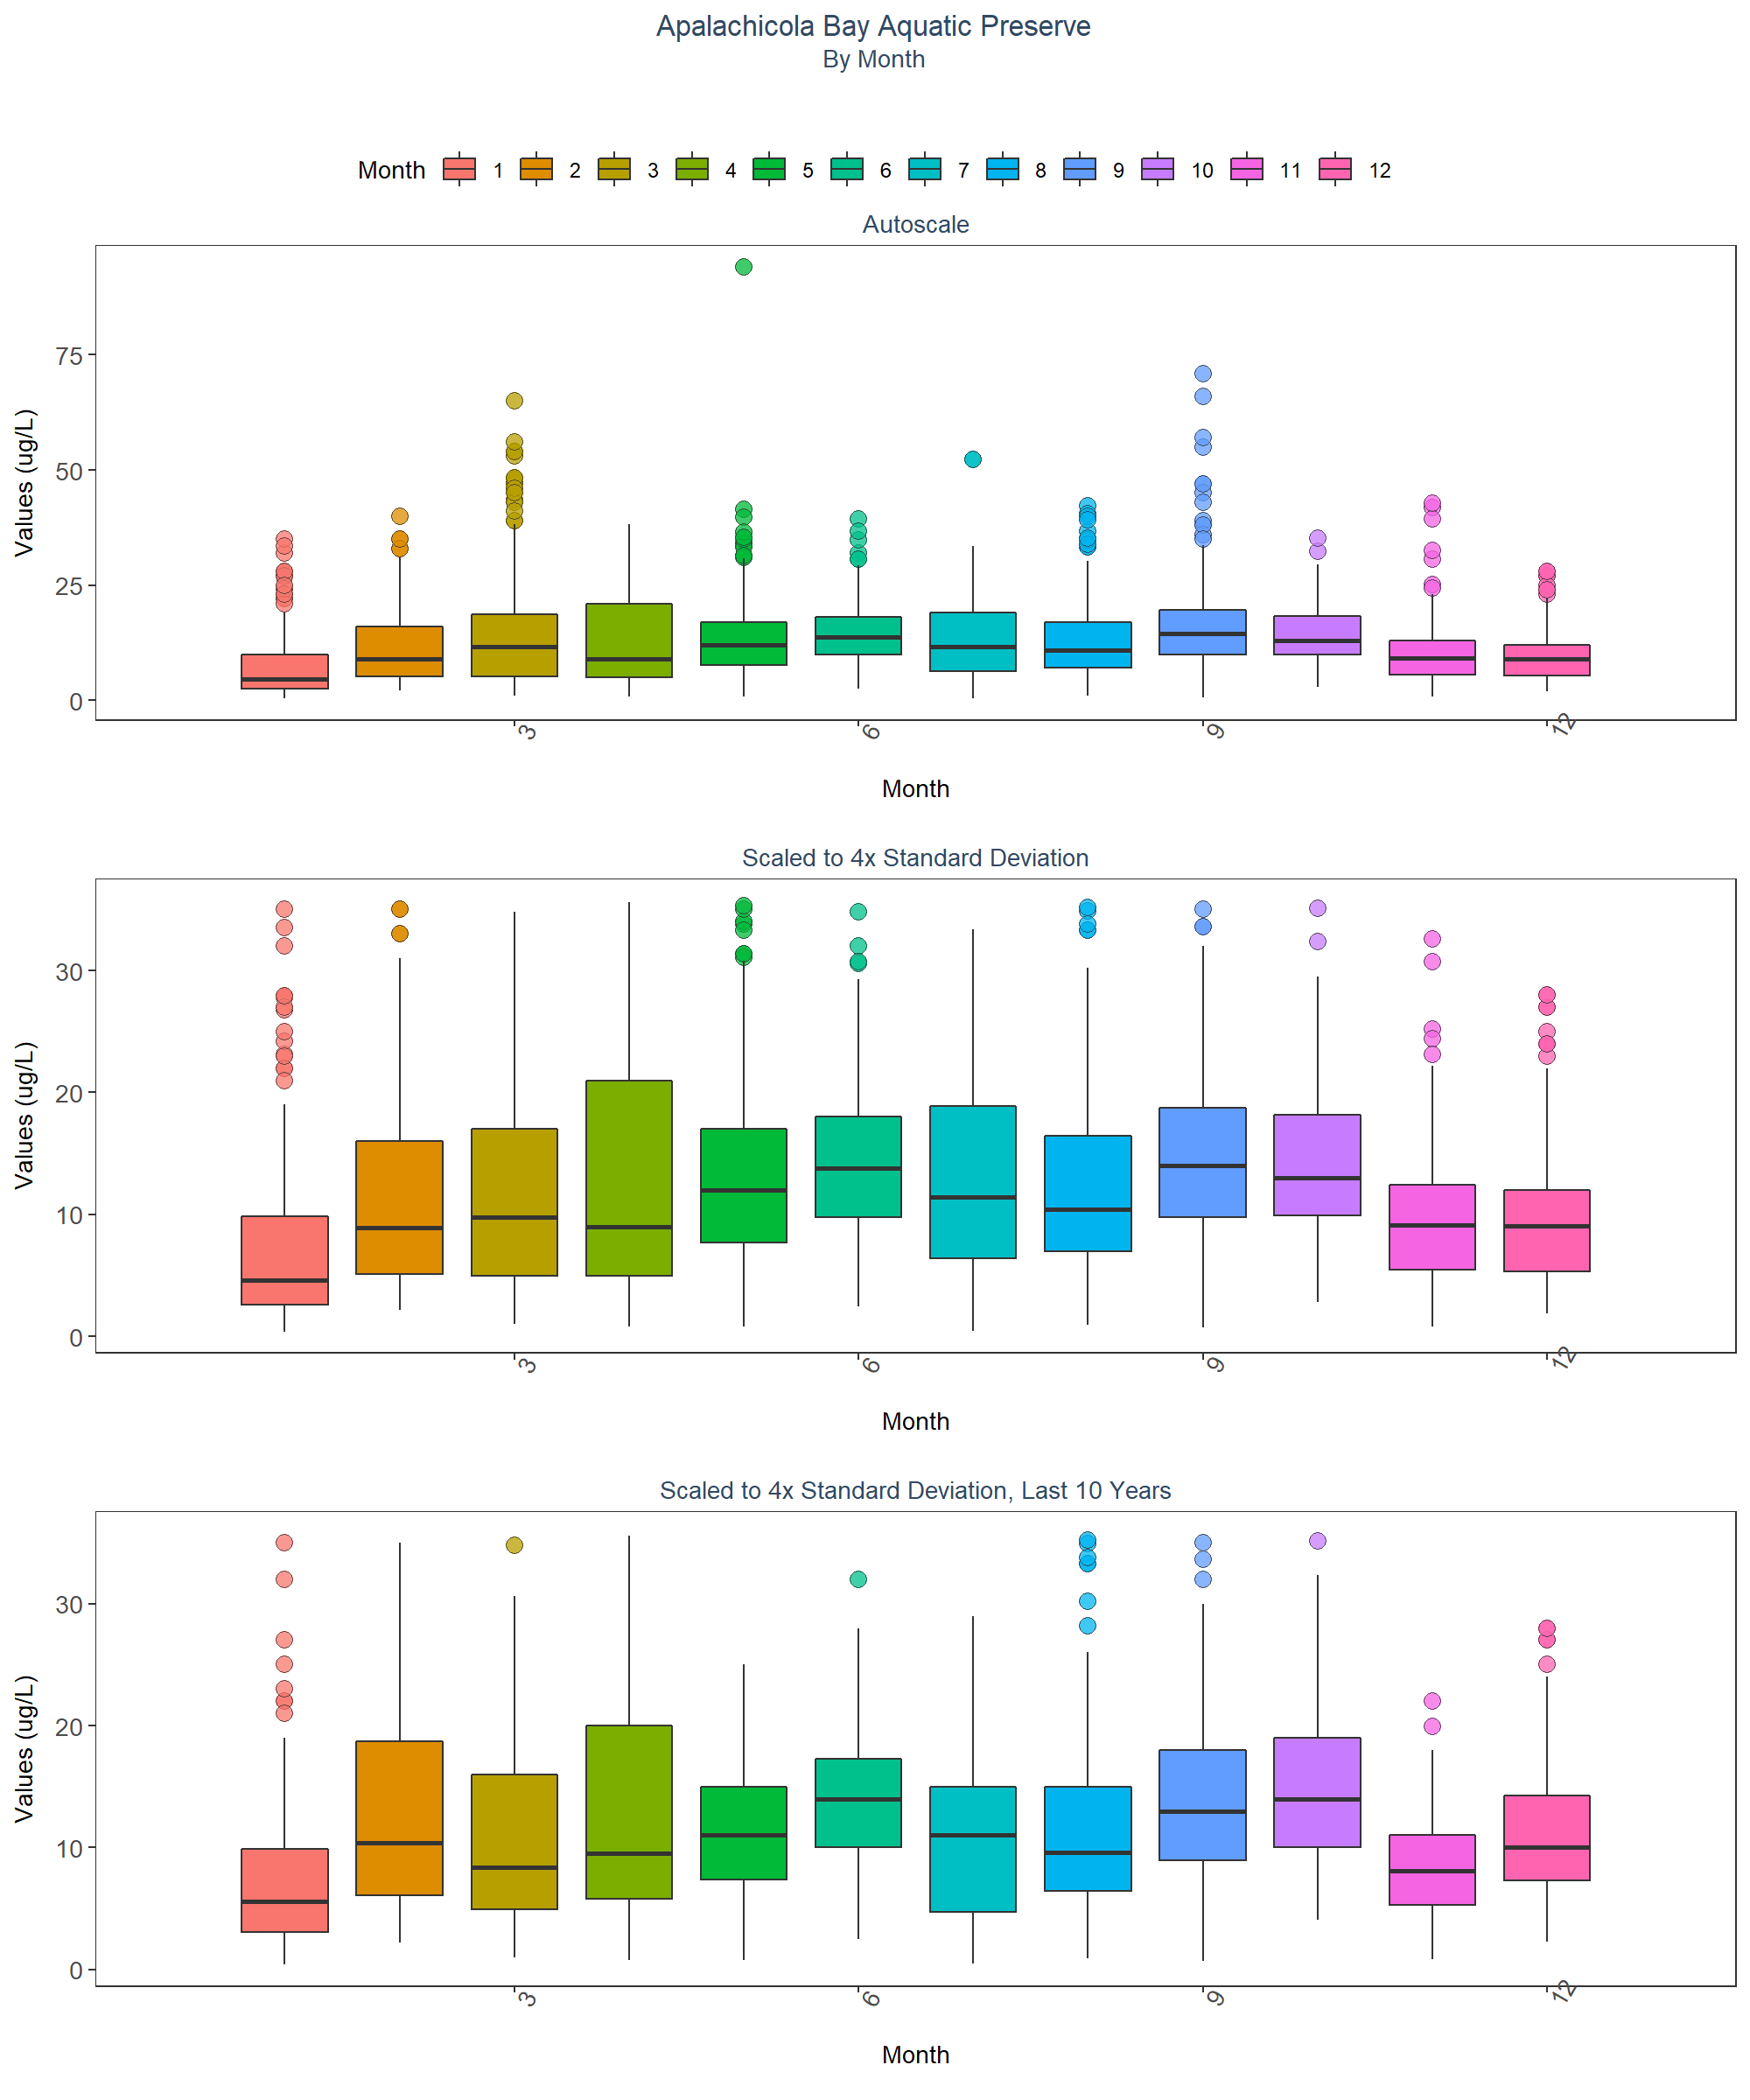 Apalachicola Bay Aquatic Preserve
By Month
Month 1 2 3 4 5 6 7 8 9 10 11 12
Autoscale
Values (ug/L)
75
50
25
0
3 6 9 12
Month
Scaled to 4x Standard Deviation
Values (ug/L)
30
20
10
0
3 6 9 12
Month
Scaled to 4x Standard Deviation, Last 10 Years
Values (ug/L)
30
20
10
0
3 6 9 12
Month